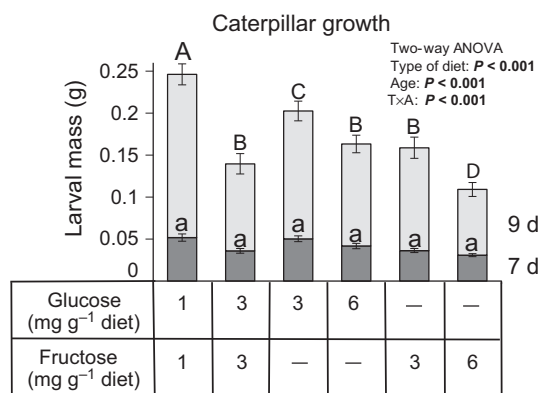 Caterpillar growth
Two-way ANOVA
Type of diet: P < 0.001
Age: P < 0.001
T×A: P < 0.001
Larval mass (g)
0.25
0.2
0.15
0.1
0.05
0
A B C B B D
a a a a a a
9 d
7 d
Glucose 1 3 3 6 — —
(mg g⁻¹ diet)
Fructose 1 3 — — 3 6
(mg g⁻¹ diet)